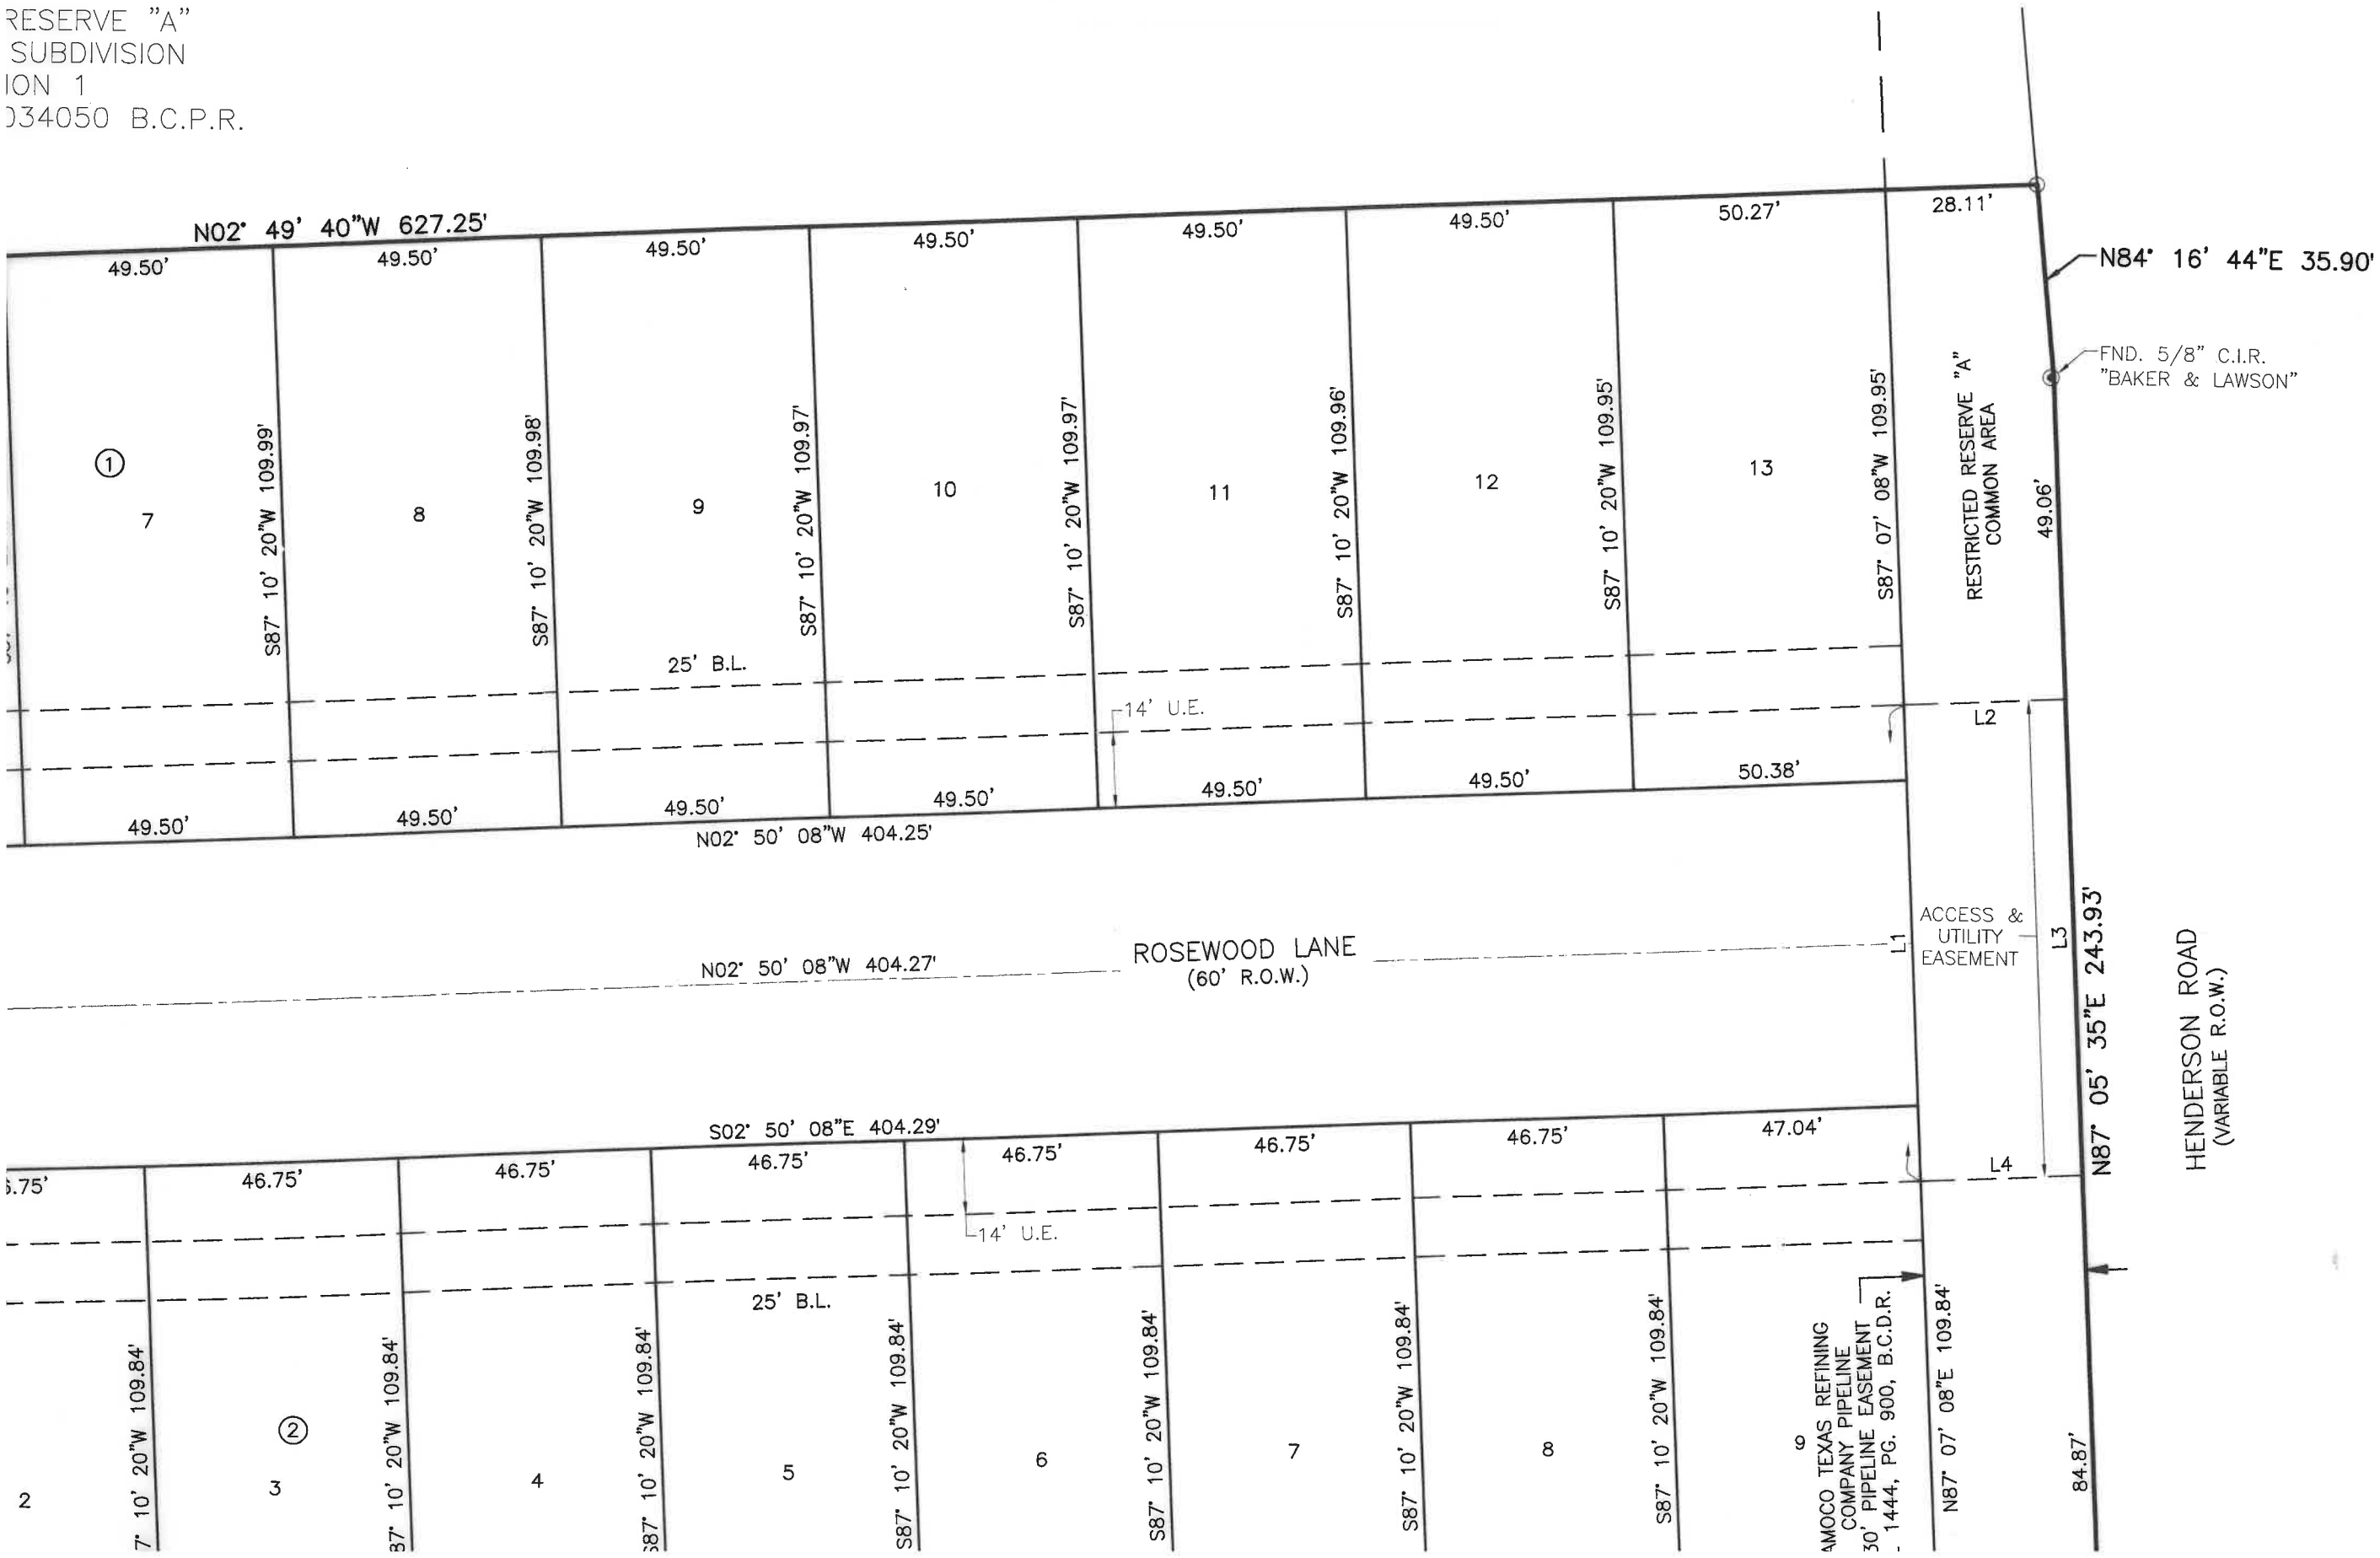 RESERVE "A"
SUBDIVISION
ION 1
034050 B.C.P.R.
N02° 49' 40"W 627.25'
49.50'
49.50'
49.50'
49.50'
49.50'
49.50'
50.27'
28.11'
N84° 16' 44"E 35.90'
FND. 5/8" C.I.R.
"BAKER & LAWSON"
1
7
S87° 10' 20"W 109.99'
8
S87° 10' 20"W 109.98'
9
S87° 10' 20"W 109.97'
10
S87° 10' 20"W 109.97'
11
S87° 10' 20"W 109.96'
12
S87° 10' 20"W 109.95'
13
S87° 07' 08"W 109.95'
RESTRICTED RESERVE "A"
COMMON AREA
49.06'
25' B.L.
14' U.E.
L2
49.50'
49.50'
49.50'
49.50'
49.50'
49.50'
50.38'
N02° 50' 08"W 404.25'
N02° 50' 08"W 404.27'
ROSEWOOD LANE
(60' R.O.W.)
L1
ACCESS &
UTILITY
EASEMENT
L3
N87° 05' 35"E 243.93'
HENDERSON ROAD
(VARIABLE R.O.W.)
S02° 50' 08"E 404.29'
6.75'
46.75'
46.75'
46.75'
46.75'
46.75'
46.75'
47.04'
L4
14' U.E.
25' B.L.
2
7° 10' 20"W 109.84'
2
3
87° 10' 20"W 109.84'
4
S87° 10' 20"W 109.84'
5
S87° 10' 20"W 109.84'
6
S87° 10' 20"W 109.84'
7
S87° 10' 20"W 109.84'
8
S87° 10' 20"W 109.84'
9
AMOCO TEXAS REFINING
COMPANY PIPELINE
30' PIPELINE EASEMENT
. 1444, PG. 900, B.C.D.R.
N87° 07' 08"E 109.84'
84.87'